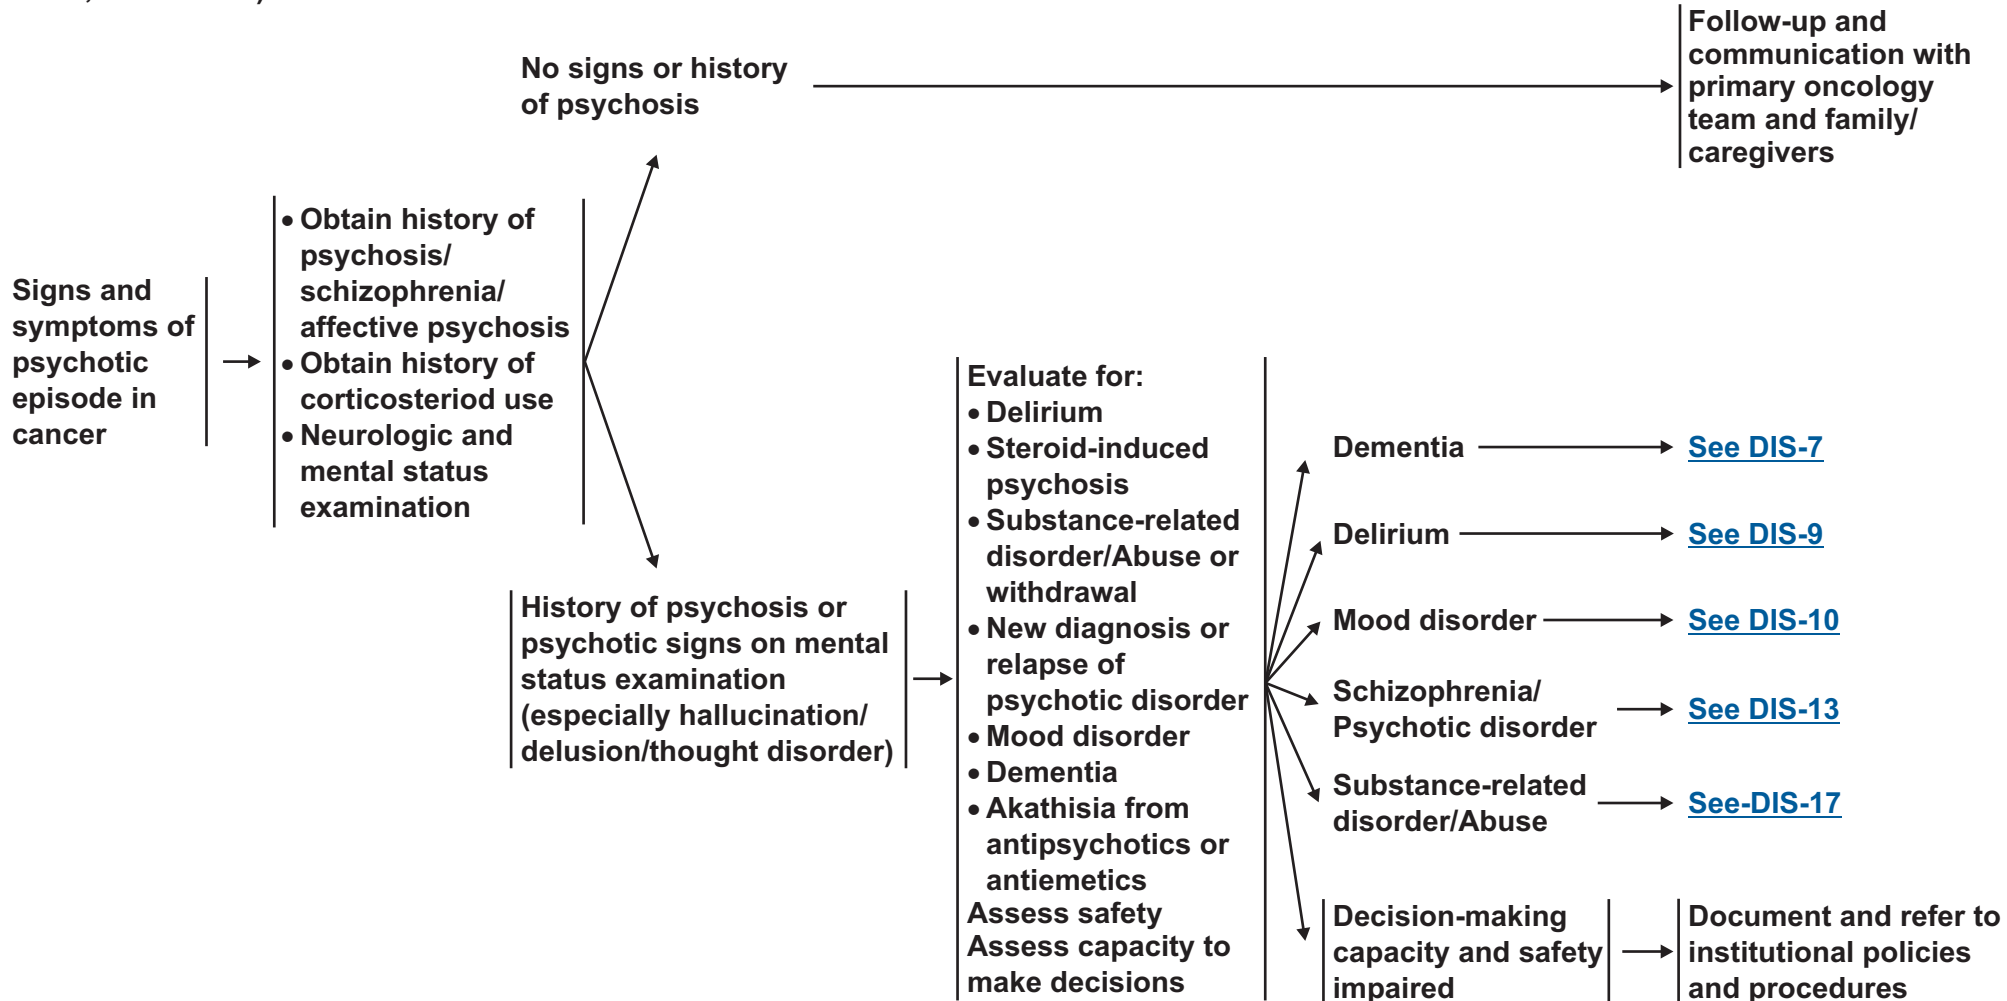 No signs or history
of psychosis
Follow-up and
communication with
primary oncology
team and family/
caregivers
Signs and
symptoms of
psychotic
episode in
cancer
• Obtain history of
psychosis/
schizophrenia/
affective psychosis
• Obtain history of
corticosteriod use
• Neurologic and
mental status
examination
History of psychosis or
psychotic signs on mental
status examination
(especially hallucination/
delusion/thought disorder)
Evaluate for:
• Delirium
• Steroid-induced
psychosis
• Substance-related
disorder/Abuse or
withdrawal
• New diagnosis or
relapse of
psychotic disorder
• Mood disorder
• Dementia
• Akathisia from
antipsychotics or
antiemetics
Assess safety
Assess capacity to
make decisions
Dementia
See DIS-7
Delirium
See DIS-9
Mood disorder
See DIS-10
Schizophrenia/
Psychotic disorder
See DIS-13
Substance-related
disorder/Abuse
See-DIS-17
Decision-making
capacity and safety
impaired
Document and refer to
institutional policies
and procedures